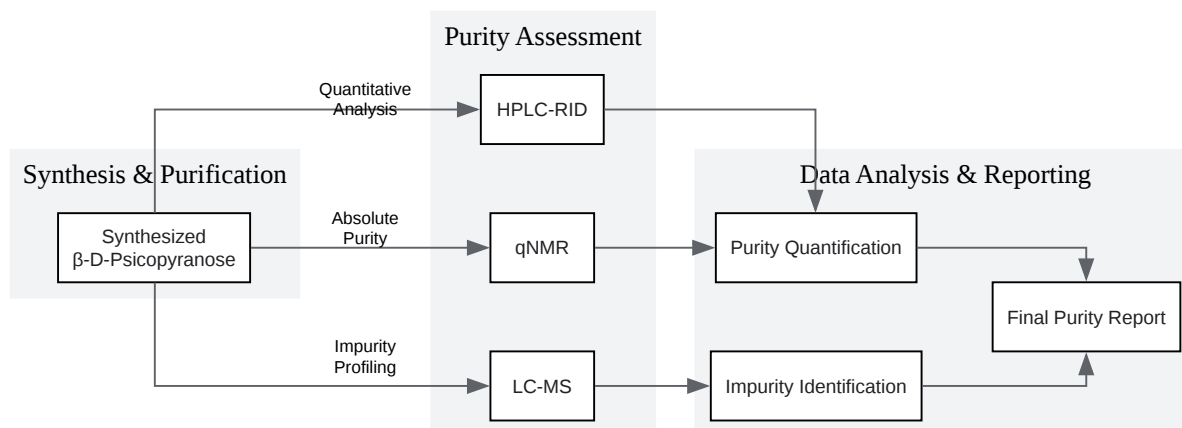 Purity Assessment
Quantitative
Analysis
HPLC-RID
Synthesis & Purification
Data Analysis & Reporting
Synthesized
β-D-Psicopyranose
Absolute
Purity
qNMR
Purity Quantification
Final Purity Report
Impurity
Profiling
LC-MS
Impurity Identification